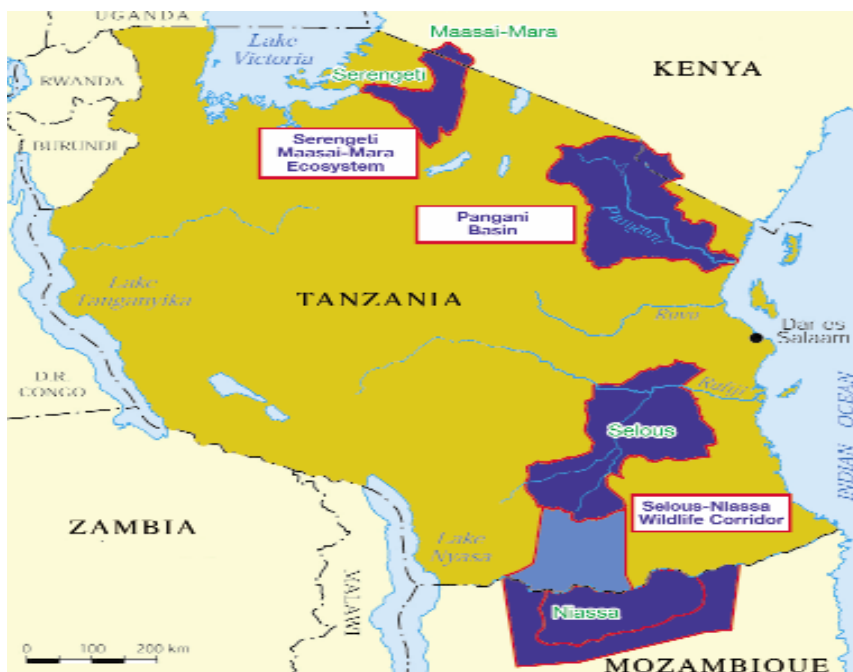 UGANDA
Lake
Victoria
Maasai-Mara
Serengeti
KENYA
RWANDA
BURUNDI
Serengeti
Maasai-Mara
Ecosystem
Pangani
Basin
Pangani
Lake
Tanganyika
TANZANIA
Ruvu
Dar es
Salaam
D.R.
CONGO
Rufiji
INDIAN OCEAN
Selous
Selous-Niassa
Wildlife Corridor
ZAMBIA
Lake
Nyasa
MALAWI
Niassa
0 100 200 km
MOZAMBIQUE